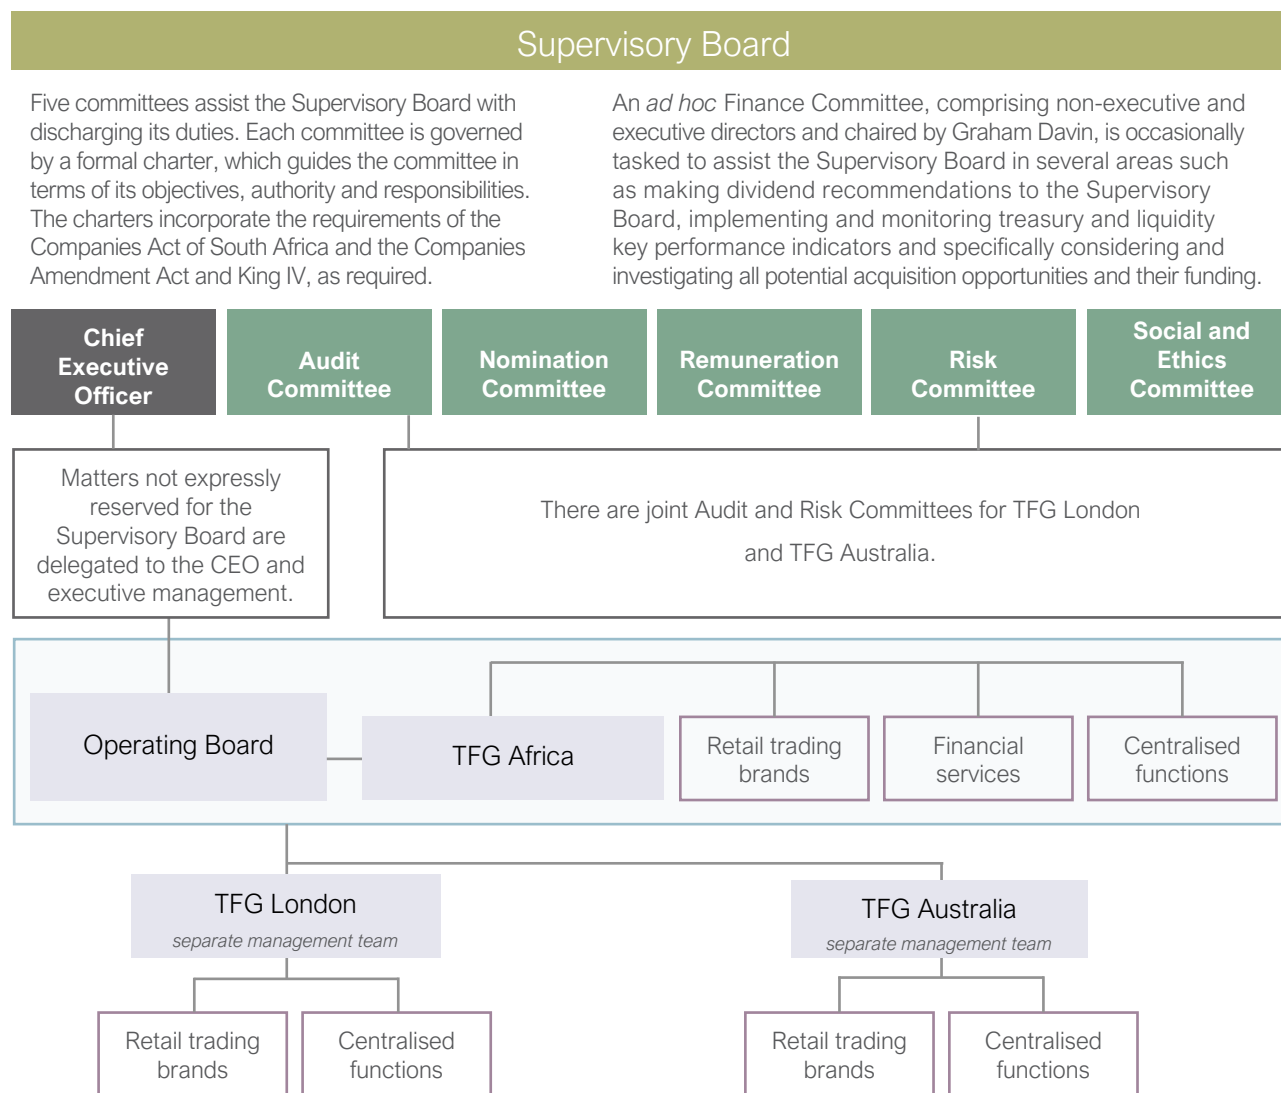 Supervisory Board
Five committees assist the Supervisory Board with
discharging its duties. Each committee is governed
by a formal charter, which guides the committee in
terms of its objectives, authority and responsibilities.
The charters incorporate the requirements of the
Companies Act of South Africa and the Companies
Amendment Act and King IV, as required.
An ad hoc Finance Committee, comprising non-executive and
executive directors and chaired by Graham Davin, is occasionally
tasked to assist the Supervisory Board in several areas such
as making dividend recommendations to the Supervisory
Board, implementing and monitoring treasury and liquidity
key performance indicators and specifically considering and
investigating all potential acquisition opportunities and their funding.
Chief
Executive
Officer
Audit
Committee
Nomination
Committee
Remuneration
Committee
Risk
Committee
Social and
Ethics
Committee
Matters not expressly
reserved for the
Supervisory Board are
delegated to the CEO and
executive management.
There are joint Audit and Risk Committees for TFG London
and TFG Australia.
Operating Board
TFG Africa
Retail trading
brands
Financial
services
Centralised
functions
TFG London
separate management team
TFG Australia
separate management team
Retail trading
brands
Centralised
functions
Retail trading
brands
Centralised
functions